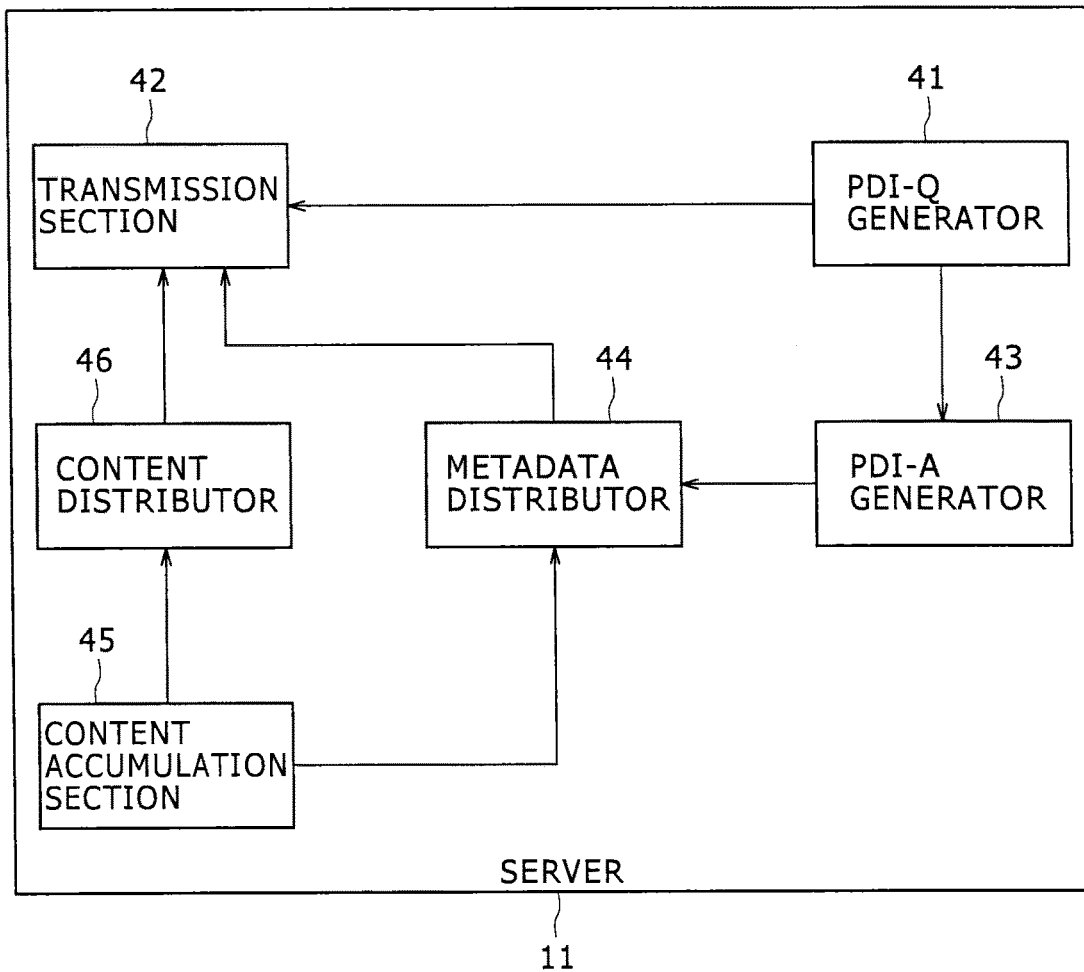 42
41
TRANSMISSION
SECTION
PDI-Q
GENERATOR
46
44
43
CONTENT
DISTRIBUTOR
METADATA
DISTRIBUTOR
PDI-A
GENERATOR
45
CONTENT
ACCUMULATION
SECTION
SERVER
11